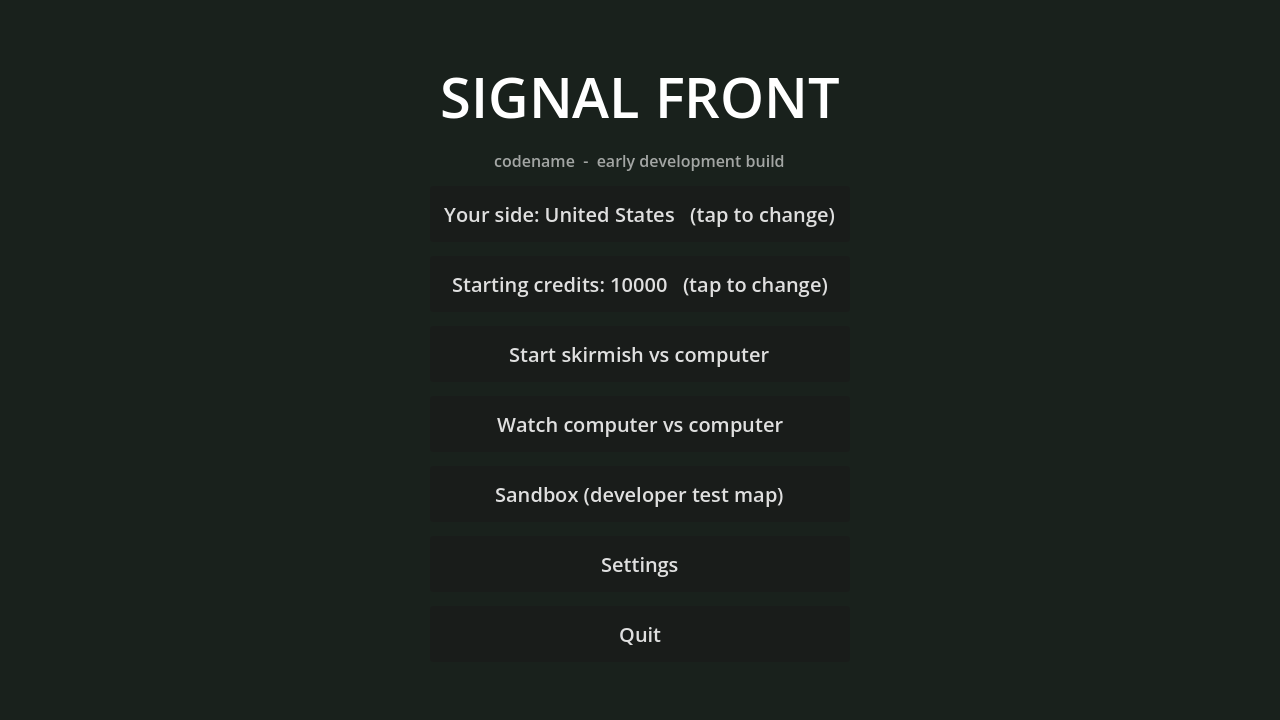 SIGNAL FRONT
codename - early development build
Your side: United States (tap to change)
Starting credits: 10000 (tap to change)
Start skirmish vs computer
Watch computer vs computer
Sandbox (developer test map)
Settings
Quit